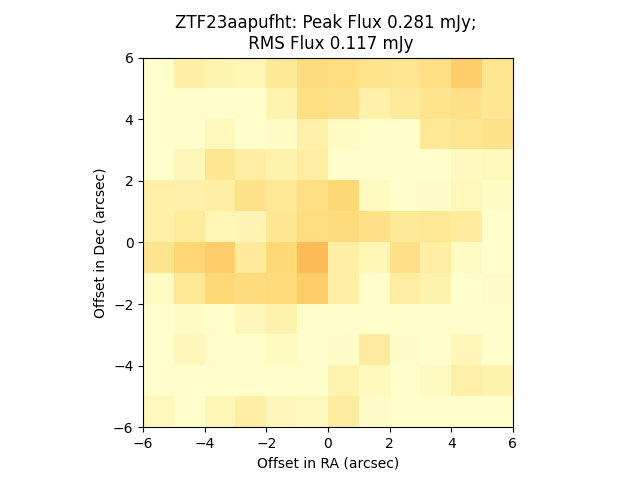 ZTF23aapufht: Peak Flux 0.281 mJy;
RMS Flux 0.117 mJy
6
4
2
0
−2
−4
−6
Offset in Dec (arcsec)
−6 −4 −2 0 2 4 6
Offset in RA (arcsec)